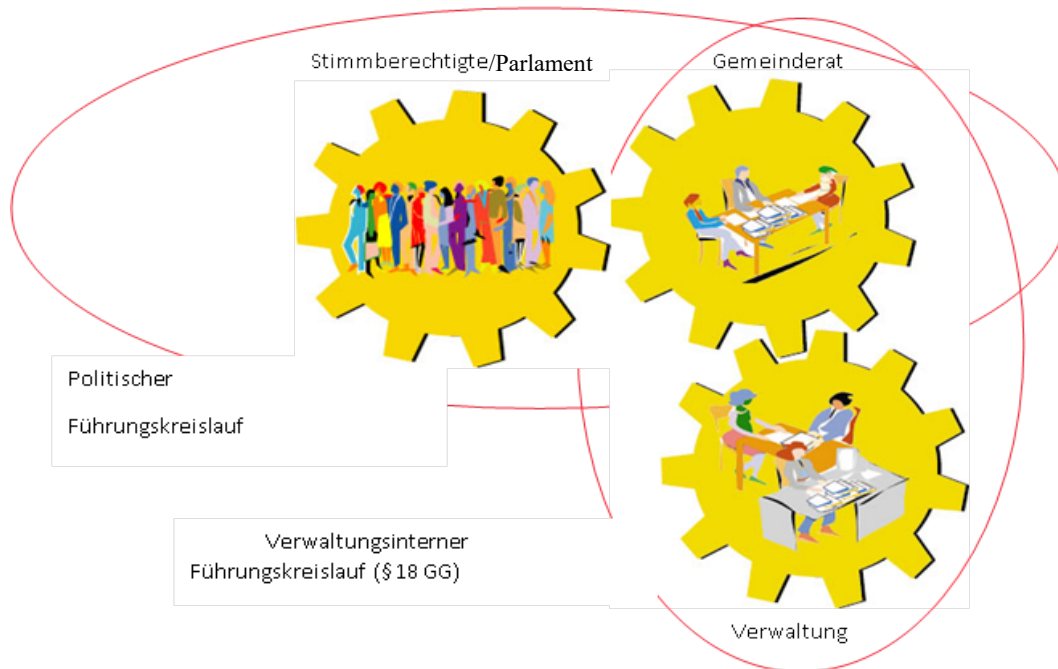 Stimmberechtigte/Parlament
Gemeinderat
Politischer
Führungskreislauf
Verwaltungsinterner
Führungskreislauf (§ 18 GG)
Verwaltung